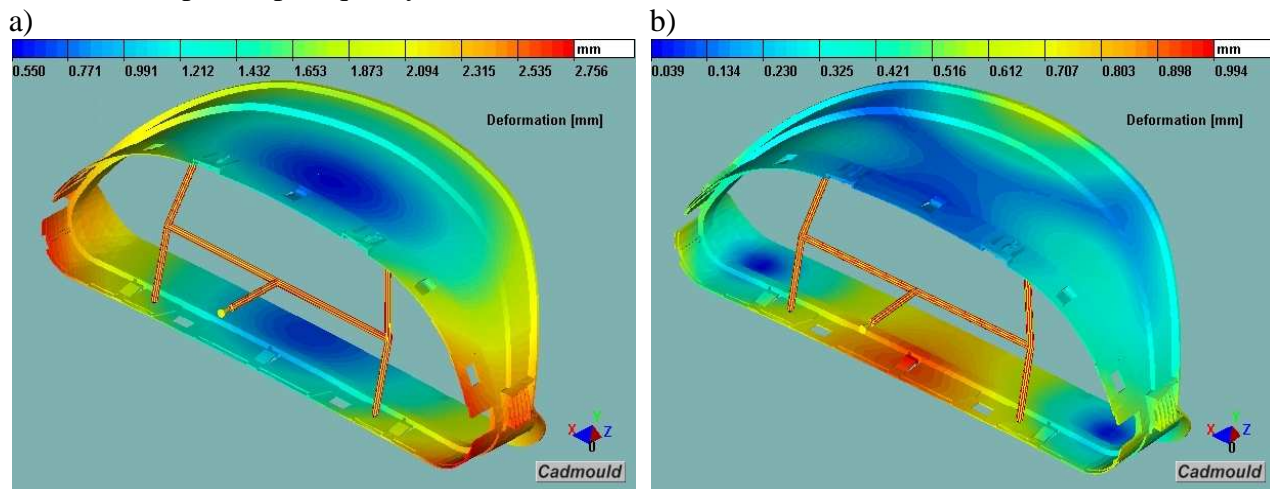 a)
mm
0.550 0.771 0.991 1.212 1.432 1.653 1.873 2.094 2.315 2.535 2.756
Deformation [mm]
X Y Z
0
Cadmould
b)
mm
0.039 0.134 0.230 0.325 0.421 0.516 0.612 0.707 0.803 0.898 0.994
Deformation [mm]
X Y Z
0
Cadmould